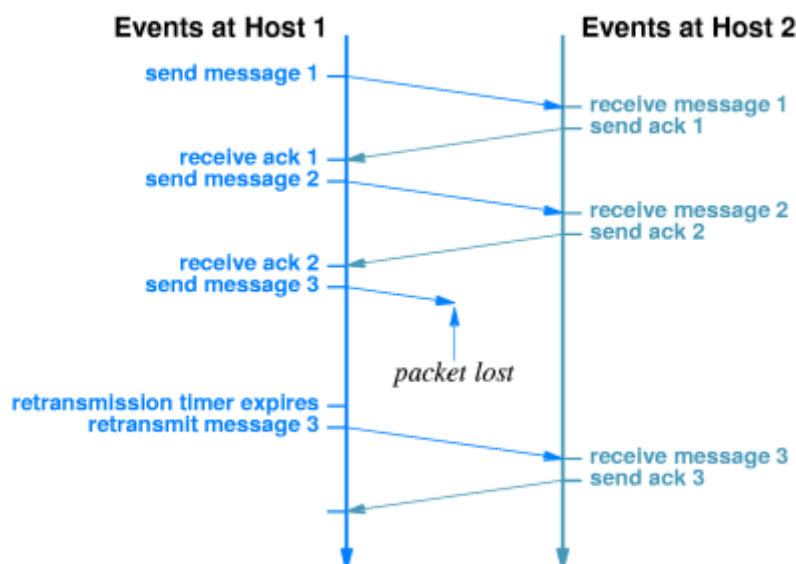 Events at Host 1
Events at Host 2
send message 1
receive message 1
send ack 1
receive ack 1
send message 2
receive message 2
send ack 2
receive ack 2
send message 3
packet lost
retransmission timer expires
retransmit message 3
receive message 3
send ack 3